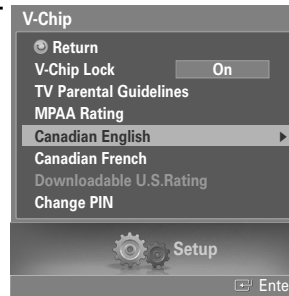 V-Chip
Return
V-Chip Lock On
TV Parental Guidelines
MPAA Rating
Canadian English
Canadian French
Downloadable U.S.Rating
Change PIN
Setup
Ente